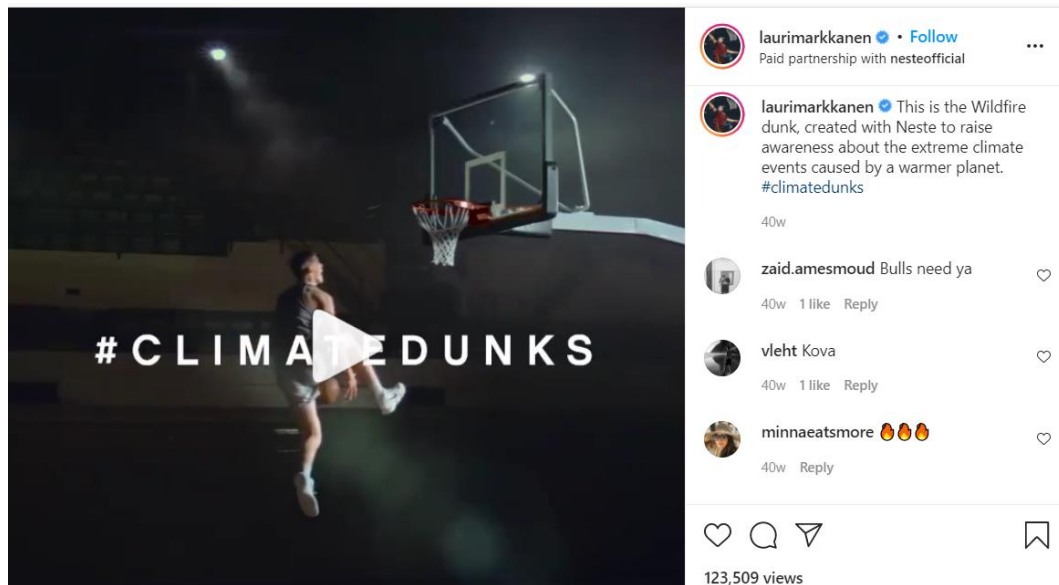 laurimarkkanen • Follow
Paid partnership with nesteofficial
laurimarkkanen This is the Wildfire
dunk, created with Neste to raise
awareness about the extreme climate
events caused by a warmer planet.
#climatedunks
40w
zaid.amesmoud Bulls need ya
40w 1 like Reply
vleht Kova
40w 1 like Reply
minnaeatsmore 🔥🔥🔥
40w Reply
123,509 views
#CLIMATEDUNKS